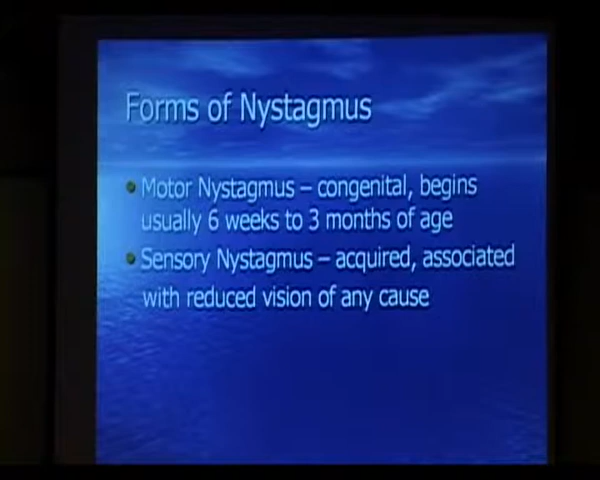 Forms of Nystagmus
• Motor Nystagmus – congenital, begins
usually 6 weeks to 3 months of age
• Sensory Nystagmus – acquired, associated
with reduced vision of any cause